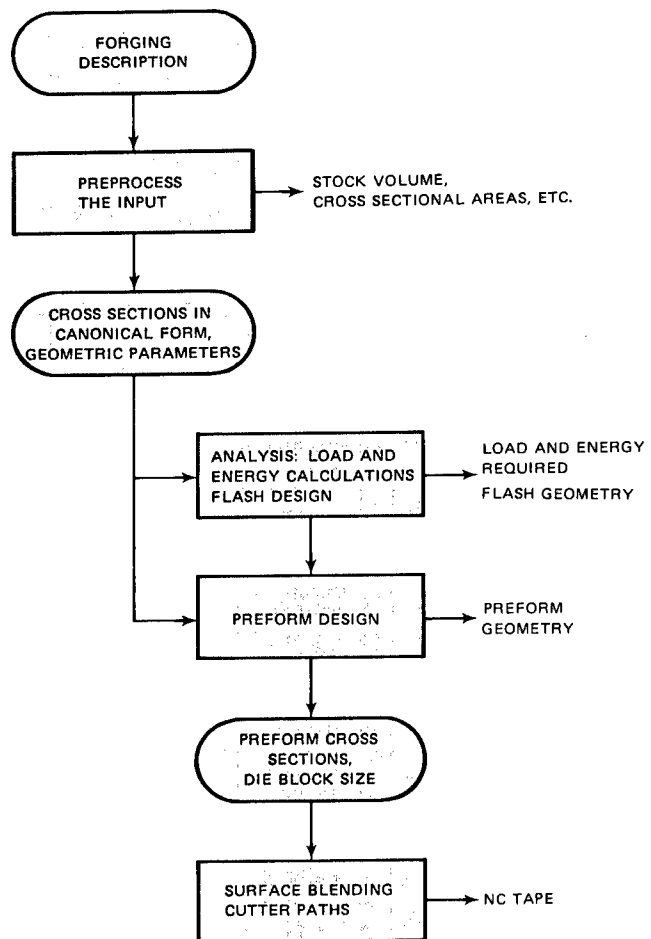 FORGING
DESCRIPTION
PREPROCESS
THE INPUT
STOCK VOLUME,
CROSS SECTIONAL AREAS, ETC.
CROSS SECTIONS IN
CANONICAL FORM,
GEOMETRIC PARAMETERS
ANALYSIS: LOAD AND
ENERGY CALCULATIONS
FLASH DESIGN
LOAD AND ENERGY
REQUIRED
FLASH GEOMETRY
PREFORM DESIGN
PREFORM
GEOMETRY
PREFORM CROSS
SECTIONS,
DIE BLOCK SIZE
SURFACE BLENDING
CUTTER PATHS
NC TAPE